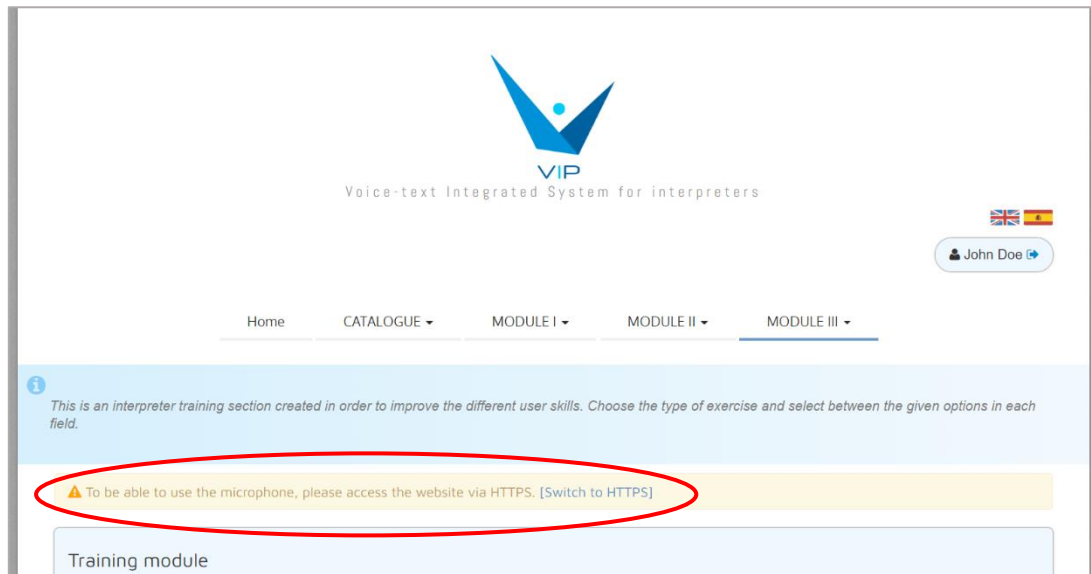 VIP
Voice-text Integrated System for interpreters
John Doe
Home CATALOGUE MODULE I MODULE II MODULE III
This is an interpreter training section created in order to improve the different user skills. Choose the type of exercise and select between the given options in each
field.
To be able to use the microphone, please access the website via HTTPS. [Switch to HTTPS]
Training module